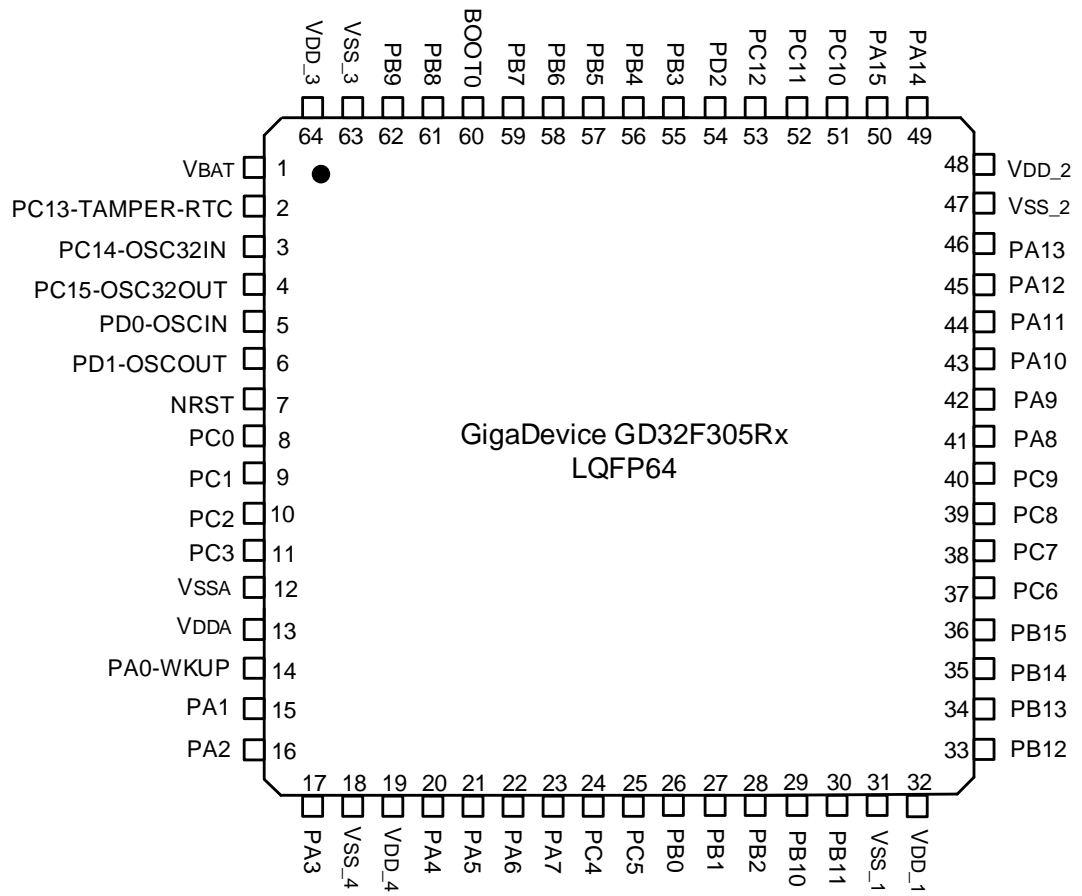 VDD_3 VSS_3 PB9 PB8 BOOT0 PB7 PB6 PB5 PB4 PB3 PD2 PC12 PC11 PC10 PA15 PA14
64 63 62 61 60 59 58 57 56 55 54 53 52 51 50 49
VBAT 1 48 VDD_2
PC13-TAMPER-RTC 2 47 VSS_2
PC14-OSC32IN 3 46 PA13
PC15-OSC32OUT 4 45 PA12
PD0-OSCIN 5 44 PA11
PD1-OSCOUT 6 43 PA10
NRST 7 42 PA9
PC0 8 41 PA8
GigaDevice GD32F305Rx
LQFP64
PC1 9 40 PC9
PC2 10 39 PC8
PC3 11 38 PC7
VSSA 12 37 PC6
VDDA 13 36 PB15
PA0-WKUP 14 35 PB14
PA1 15 34 PB13
PA2 16 33 PB12
17 18 19 20 21 22 23 24 25 26 27 28 29 30 31 32
PA3 VSS_4 VDD_4 PA4 PA5 PA6 PA7 PC4 PC5 PB0 PB1 PB2 PB10 PB11 VSS_1 VDD_1